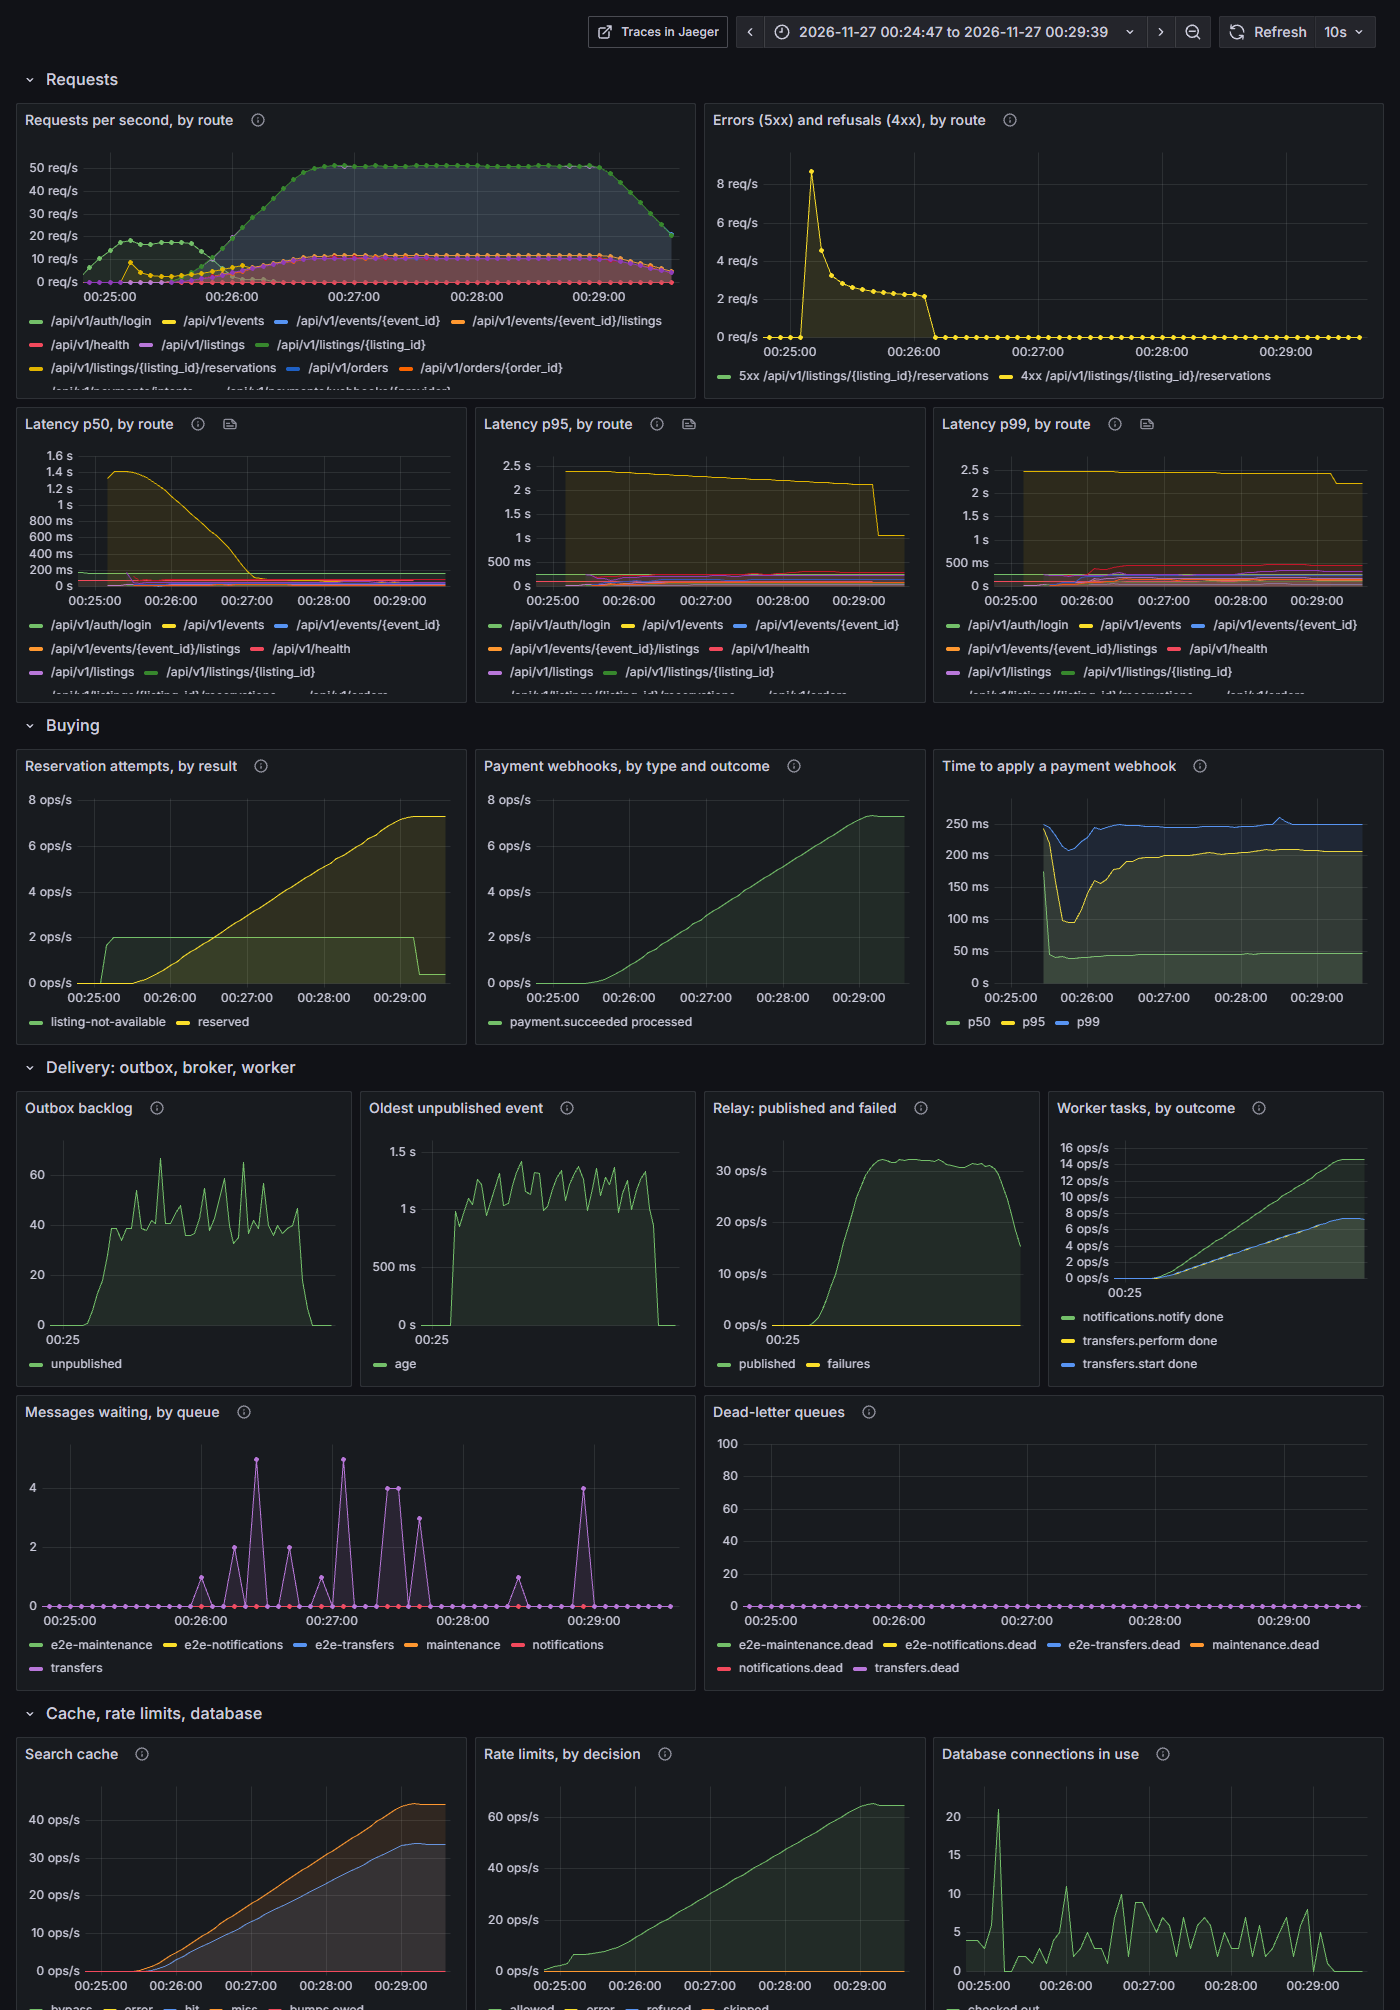 Traces in Jaeger 2026-11-27 00:24:47 to 2026-11-27 00:29:39 Refresh 10s
Requests
Requests per second, by route
50 req/s
40 req/s
30 req/s
20 req/s
10 req/s
0 req/s
00:25:00 00:26:00 00:27:00 00:28:00 00:29:00
/api/v1/auth/login /api/v1/events /api/v1/events/{event_id} /api/v1/events/{event_id}/listings
/api/v1/health /api/v1/listings /api/v1/listings/{listing_id}
/api/v1/listings/{listing_id}/reservations /api/v1/orders /api/v1/orders/{order_id}
Errors (5xx) and refusals (4xx), by route
8 req/s
6 req/s
4 req/s
2 req/s
0 req/s
00:25:00 00:26:00 00:27:00 00:28:00 00:29:00
5xx /api/v1/listings/{listing_id}/reservations 4xx /api/v1/listings/{listing_id}/reservations
Latency p50, by route
1.6 s
1.4 s
1.2 s
1 s
800 ms
600 ms
400 ms
200 ms
0 s
00:25:00 00:26:00 00:27:00 00:28:00 00:29:00
/api/v1/auth/login /api/v1/events /api/v1/events/{event_id}
/api/v1/events/{event_id}/listings /api/v1/health
/api/v1/listings /api/v1/listings/{listing_id}
Latency p95, by route
2.5 s
2 s
1.5 s
1 s
500 ms
0 s
00:25:00 00:26:00 00:27:00 00:28:00 00:29:00
/api/v1/auth/login /api/v1/events /api/v1/events/{event_id}
/api/v1/events/{event_id}/listings /api/v1/health
/api/v1/listings /api/v1/listings/{listing_id}
Latency p99, by route
2.5 s
2 s
1.5 s
1 s
500 ms
0 s
00:25:00 00:26:00 00:27:00 00:28:00 00:29:00
/api/v1/auth/login /api/v1/events /api/v1/events/{event_id}
/api/v1/events/{event_id}/listings /api/v1/health
/api/v1/listings /api/v1/listings/{listing_id}
Buying
Reservation attempts, by result
8 ops/s
6 ops/s
4 ops/s
2 ops/s
0 ops/s
00:25:00 00:26:00 00:27:00 00:28:00 00:29:00
listing-not-available reserved
Payment webhooks, by type and outcome
8 ops/s
6 ops/s
4 ops/s
2 ops/s
0 ops/s
00:25:00 00:26:00 00:27:00 00:28:00 00:29:00
payment.succeeded processed
Time to apply a payment webhook
250 ms
200 ms
150 ms
100 ms
50 ms
0 s
00:25:00 00:26:00 00:27:00 00:28:00 00:29:00
p50 p95 p99
Delivery: outbox, broker, worker
Outbox backlog
60
40
20
0
00:25
unpublished
Oldest unpublished event
1.5 s
1 s
500 ms
0 s
00:25
age
Relay: published and failed
30 ops/s
20 ops/s
10 ops/s
0 ops/s
00:25
published failures
Worker tasks, by outcome
16 ops/s
14 ops/s
12 ops/s
10 ops/s
8 ops/s
6 ops/s
4 ops/s
2 ops/s
0 ops/s
00:25
notifications.notify done
transfers.perform done
transfers.start done
Messages waiting, by queue
4
2
0
00:25:00 00:26:00 00:27:00 00:28:00 00:29:00
e2e-maintenance e2e-notifications e2e-transfers maintenance notifications
transfers
Dead-letter queues
100
80
60
40
20
0
00:25:00 00:26:00 00:27:00 00:28:00 00:29:00
e2e-maintenance.dead e2e-notifications.dead e2e-transfers.dead maintenance.dead
notifications.dead transfers.dead
Cache, rate limits, database
Search cache
40 ops/s
30 ops/s
20 ops/s
10 ops/s
0 ops/s
00:25:00 00:26:00 00:27:00 00:28:00 00:29:00
Rate limits, by decision
60 ops/s
40 ops/s
20 ops/s
0 ops/s
00:25:00 00:26:00 00:27:00 00:28:00 00:29:00
Database connections in use
20
15
10
5
0
00:25:00 00:26:00 00:27:00 00:28:00 00:29:00